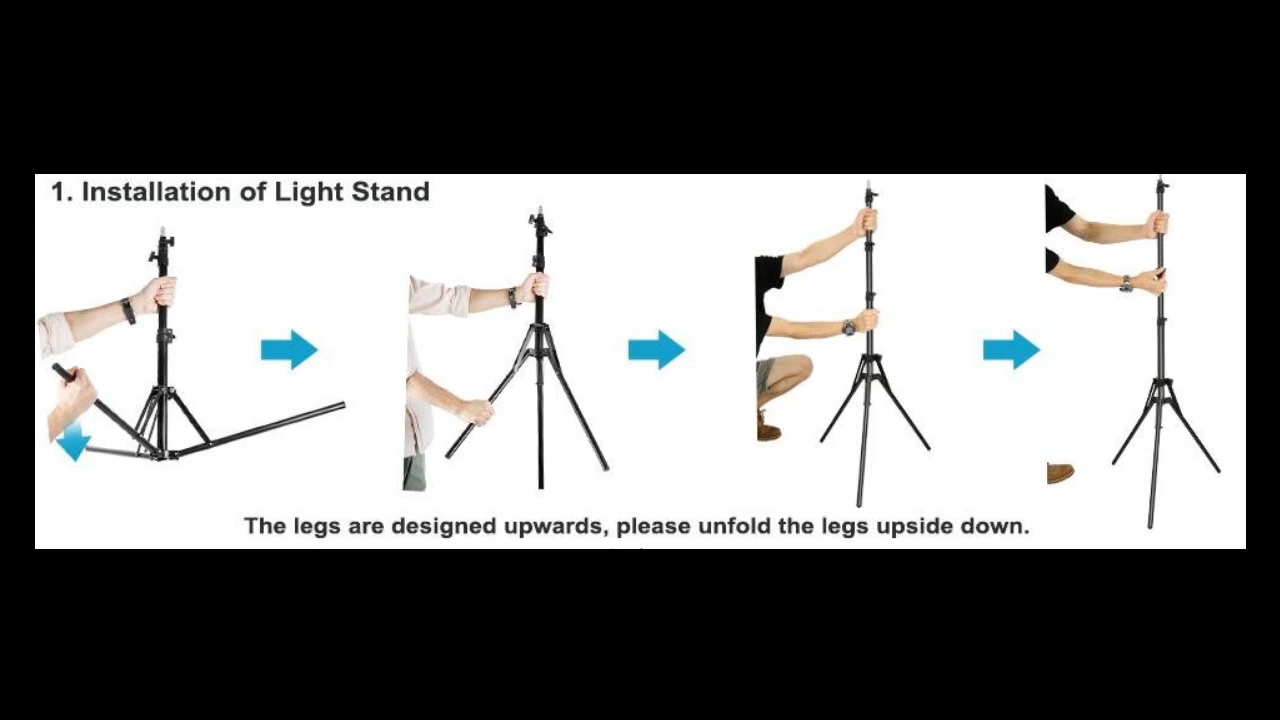 1. Installation of Light Stand
The legs are designed upwards, please unfold the legs upside down.